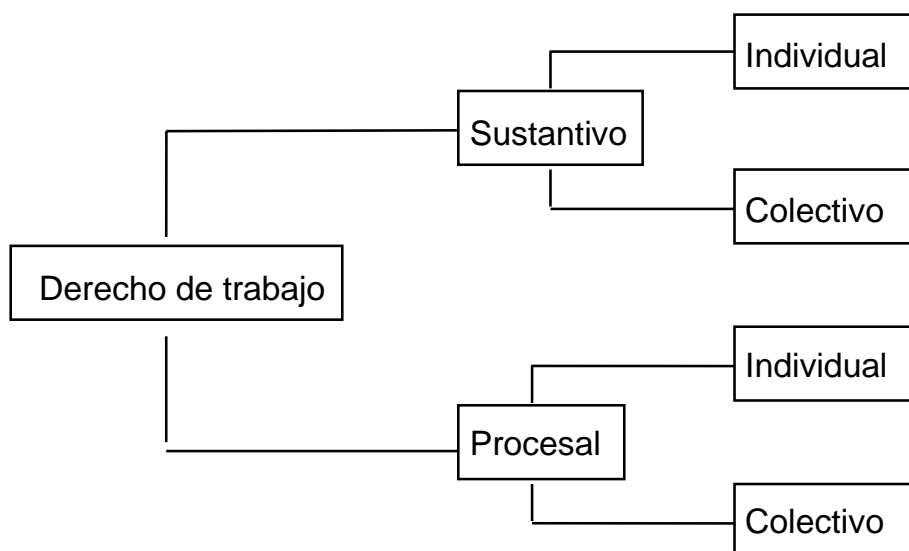 Individual
Sustantivo
Colectivo
Derecho de trabajo
Individual
Procesal
Colectivo